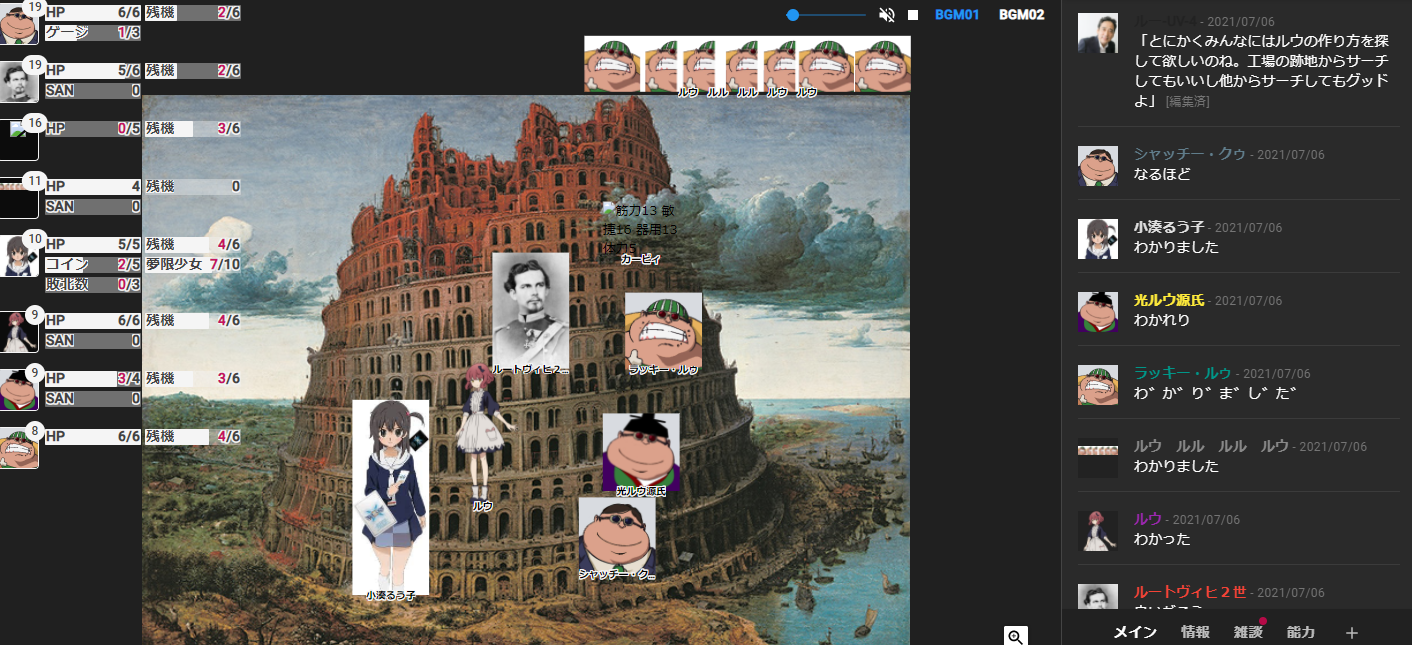 19
HP 6/6 残機 2/6
ゲージ 1/3
19
HP 5/6 残機 2/6
SAN 0
16
HP 0/5 残機 3/6
11
HP 4 残機 0
SAN 0
10
HP 5/5 残機 4/6
コイン 2/5 夢限少女 7/10
敗北数 0/3
9
HP 6/6 残機 4/6
SAN 0
9
HP 3/4 残機 3/6
SAN 0
8
HP 6/6 残機 4/6
BGM01 BGM02
ルウ ルル ルル ルウ ルウ
筋力13 敏
捷16 器用13
体力5
カービィ
ルートヴィヒ2...
ラッキー・ルゥ
ルウ
光ルウ源氏
シャッチー・ク...
小湊るう子
ルー-UV-4 - 2021/07/06
「とにかくみんなにはルウの作り方を探
して欲しいのね。工場の跡地からサーチ
してもいいし他からサーチしてもグッド
よ」 [編集済]
シャッチー・クゥ - 2021/07/06
なるほど
小湊るう子 - 2021/07/06
わかりました
光ルウ源氏 - 2021/07/06
わかれり
ラッキー・ルゥ - 2021/07/06
わ゛か゛り゛ま゛し゛た゛
ルウ ルル ルル ルウ - 2021/07/06
わかりました
ルウ - 2021/07/06
わかった
ルートヴィヒ２世 - 2021/07/06
メイン 情報 雑談 能力 ＋